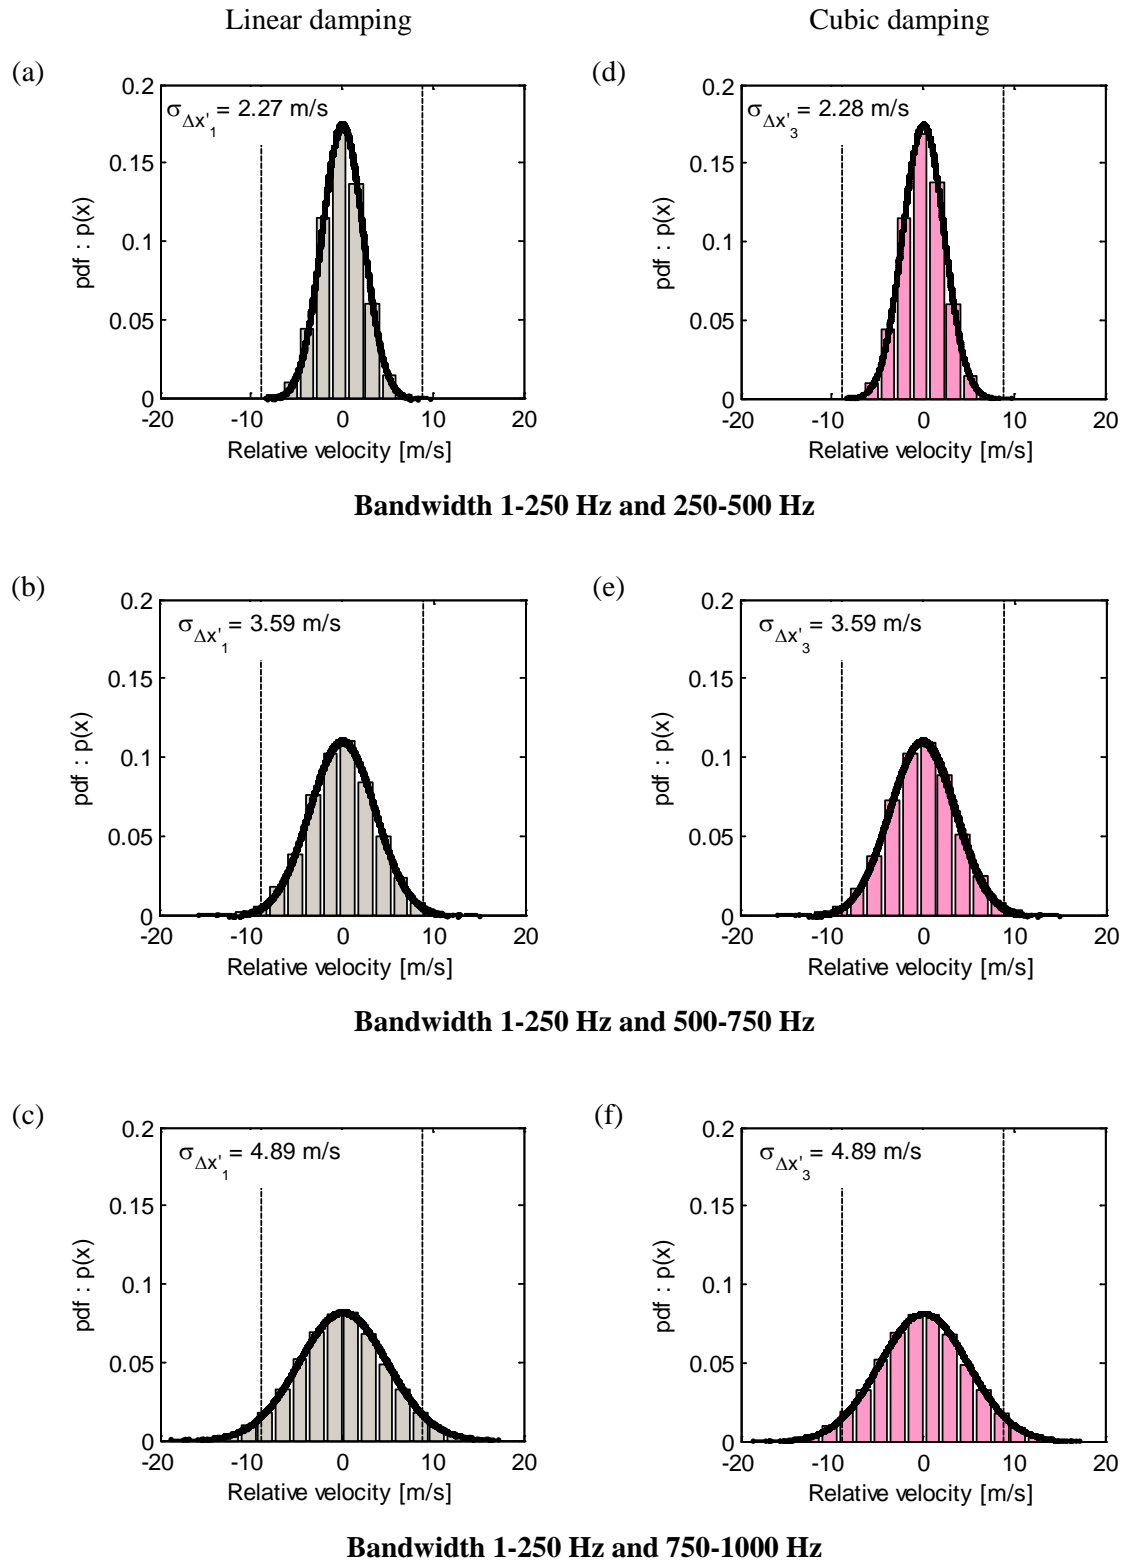 Linear damping
Cubic damping
(a)
σΔx'1 = 2.27 m/s
0.2
0.15
0.1
0.05
0
pdf : p(x)
-20 -10 0 10 20
Relative velocity [m/s]
(d)
σΔx'3 = 2.28 m/s
0.2
0.15
0.1
0.05
0
pdf : p(x)
-20 -10 0 10 20
Relative velocity [m/s]
Bandwidth 1-250 Hz and 250-500 Hz
(b)
σΔx'1 = 3.59 m/s
0.2
0.15
0.1
0.05
0
pdf : p(x)
-20 -10 0 10 20
Relative velocity [m/s]
(e)
σΔx'3 = 3.59 m/s
0.2
0.15
0.1
0.05
0
pdf : p(x)
-20 -10 0 10 20
Relative velocity [m/s]
Bandwidth 1-250 Hz and 500-750 Hz
(c)
σΔx'1 = 4.89 m/s
0.2
0.15
0.1
0.05
0
pdf : p(x)
-20 -10 0 10 20
Relative velocity [m/s]
(f)
σΔx'3 = 4.89 m/s
0.2
0.15
0.1
0.05
0
pdf : p(x)
-20 -10 0 10 20
Relative velocity [m/s]
Bandwidth 1-250 Hz and 750-1000 Hz